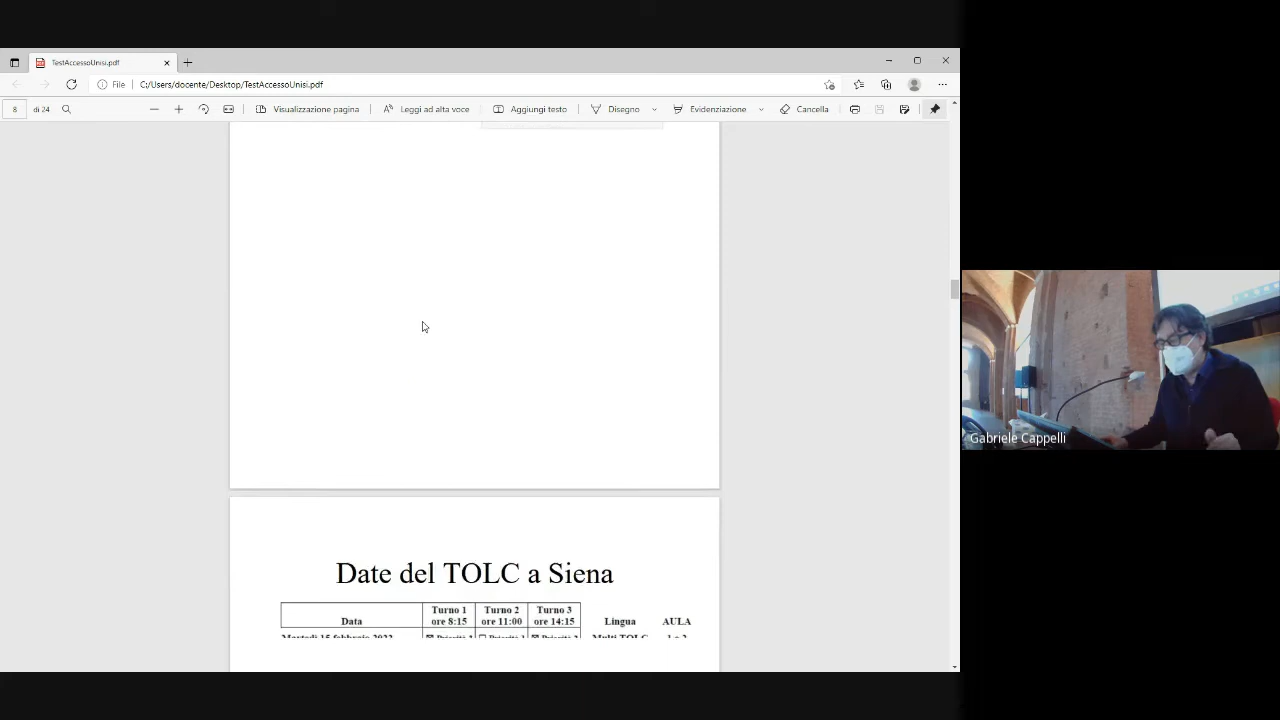 TestAccessoUnisi.pdf
File C:/Users/docente/Desktop/TestAccessoUnisi.pdf
8 di 24 Visualizzazione pagina Leggi ad alta voce Aggiungi testo Disegno Evidenziazione Cancella
Gabriele Cappelli
Date del TOLC a Siena
Data Turno 1 ore 8:15 Turno 2 ore 11:00 Turno 3 ore 14:15 Lingua AULA